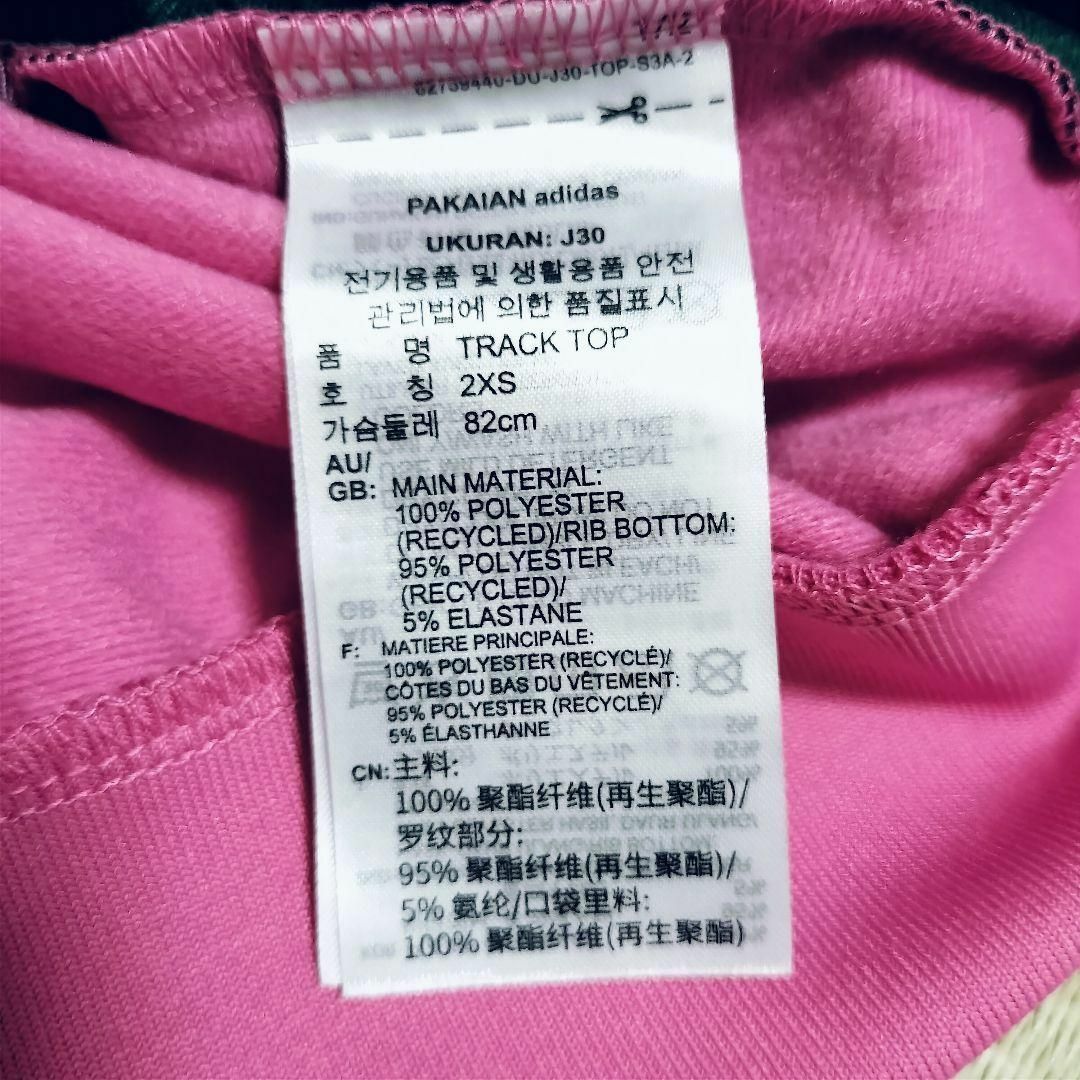 62759440-DU-J30-TOP-S3A-2
PAKAIAN adidas
UKURAN: J30
전기용품 및 생활용품 안전
관리법에 의한 품질표시
품 명 TRACK TOP
호 칭 2XS
가슴둘레 82cm
AU/
GB: MAIN MATERIAL:
100% POLYESTER
(RECYCLED)/RIB BOTTOM:
95% POLYESTER
(RECYCLED)/
5% ELASTANE
F: MATIERE PRINCIPALE:
100% POLYESTER (RECYCLÉ)/
CÔTES DU BAS DU VÊTEMENT:
95% POLYESTER (RECYCLÉ)/
5% ÉLASTHANNE
CN: 主料:
100% 聚酯纤维(再生聚酯)/
罗纹部分:
95% 聚酯纤维(再生聚酯)/
5% 氨纶/口袋里料:
100% 聚酯纤维(再生聚酯)